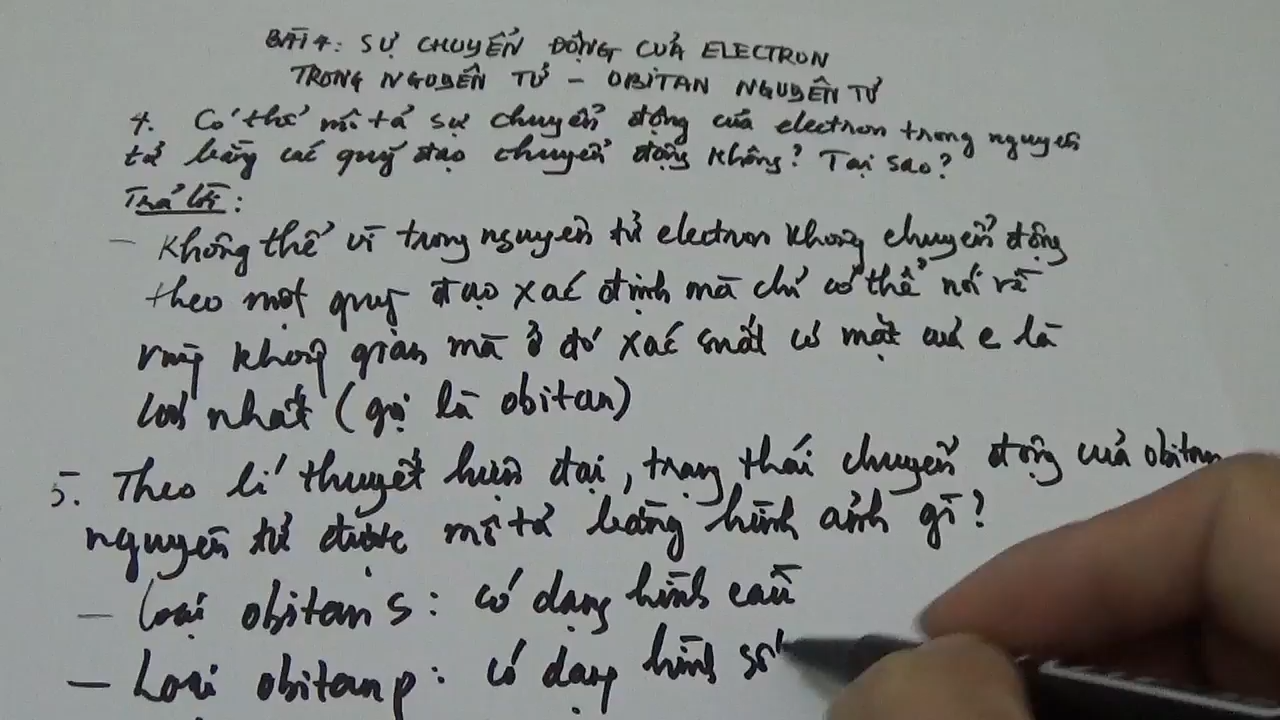 BÀI 4: SỰ CHUYỂN ĐỘNG CỦA ELECTRON
TRONG NGUYÊN TỬ - OBITAN NGUYÊN TỬ
4. Có thể mô tả sự chuyển động của electron trong nguyên
tử bằng các quỹ đạo chuyển động không? Tại sao?
Trả lời:
- Không thể vì trong nguyên tử electron không chuyển động
theo một quỹ đạo xác định mà chỉ có thể nói về
vùng không gian mà ở đó xác suất có mặt của e là
lớn nhất (gọi là obitan)
5. Theo lí thuyết hiện đại, trạng thái chuyển động của obitan
nguyên tử được mô tả bằng hình ảnh gì?
- Loại obitan s: có dạng hình cầu
- Loại obitan p: có dạng hình số